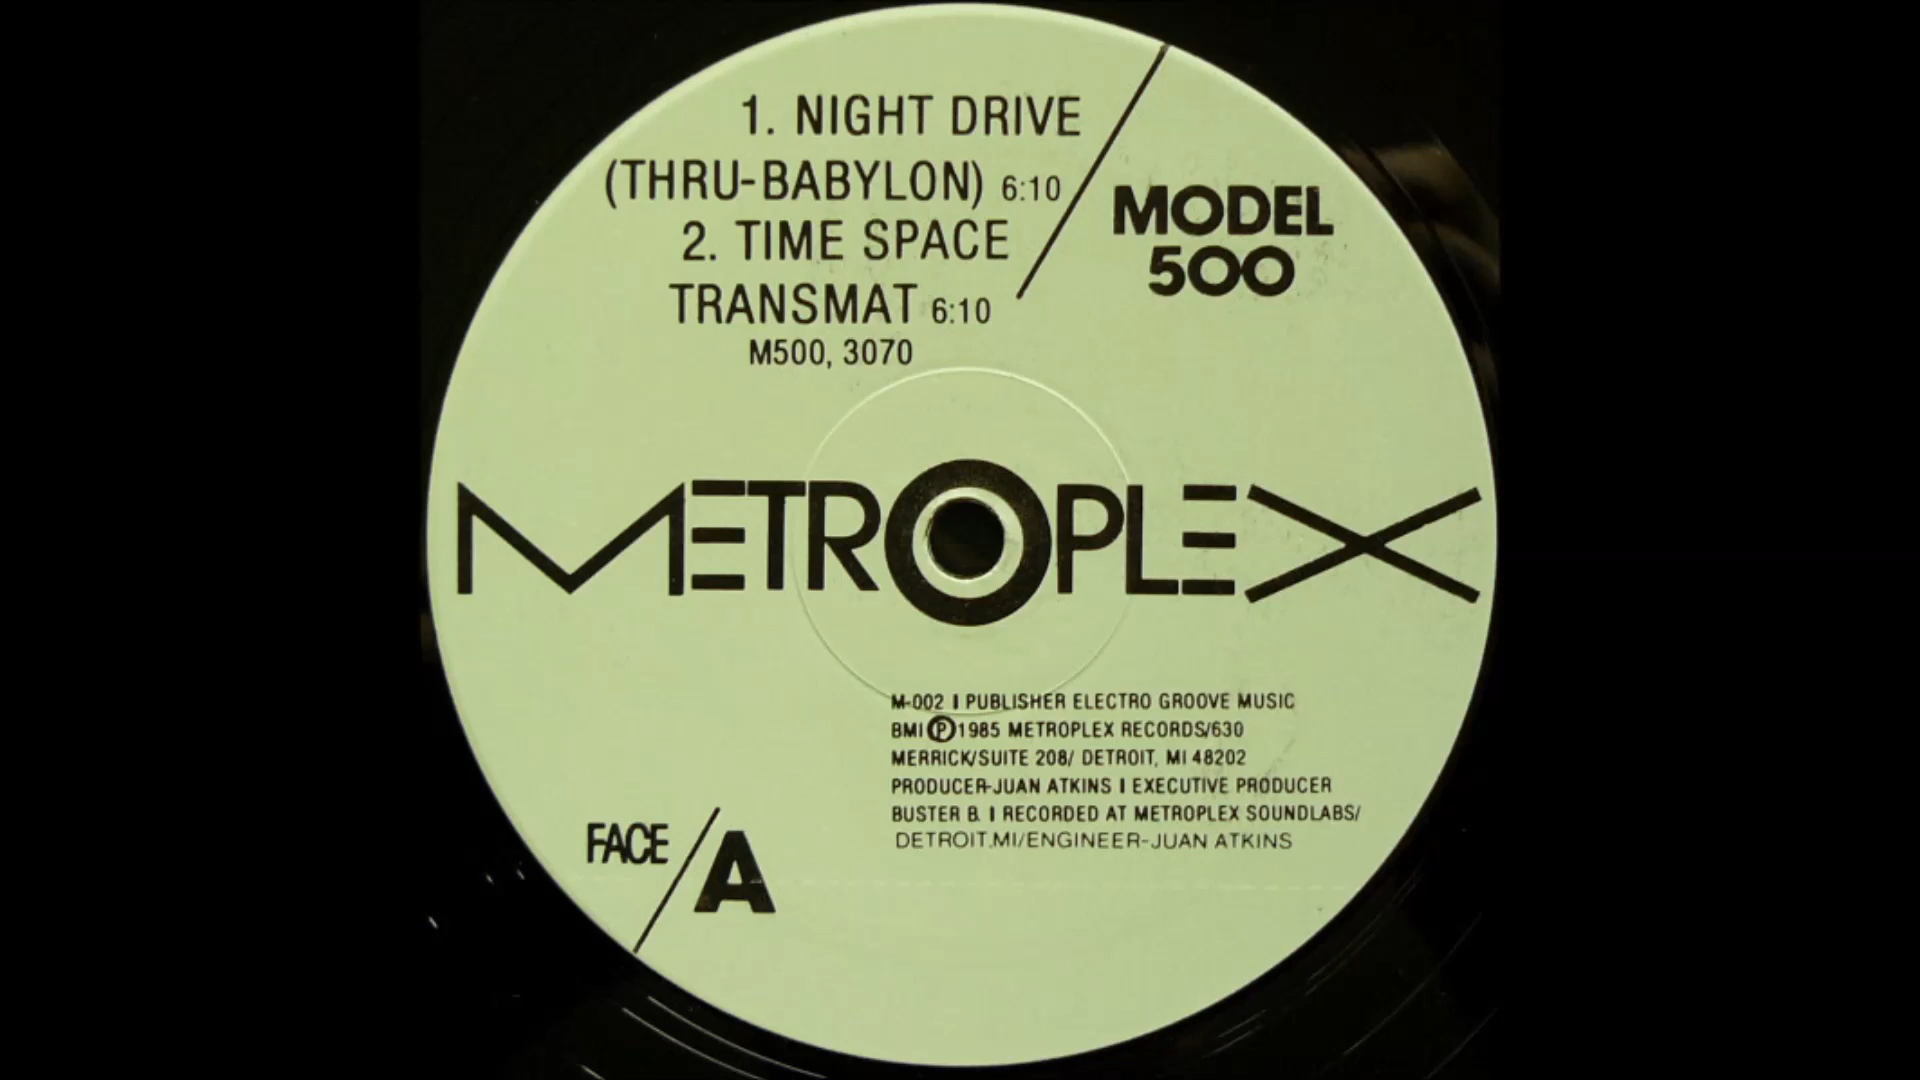 1. NIGHT DRIVE
(THRU-BABYLON) 6:10
2. TIME SPACE
TRANSMAT 6:10
M500, 3070
MODEL
500
METROPLEX
M-002 I PUBLISHER ELECTRO GROOVE MUSIC
BMI Ⓟ1985 METROPLEX RECORDS/630
MERRICK/SUITE 208/ DETROIT, MI 48202
PRODUCER-JUAN ATKINS I EXECUTIVE PRODUCER
BUSTER B. I RECORDED AT METROPLEX SOUNDLABS/
DETROIT.MI/ENGINEER-JUAN ATKINS
FACE/A